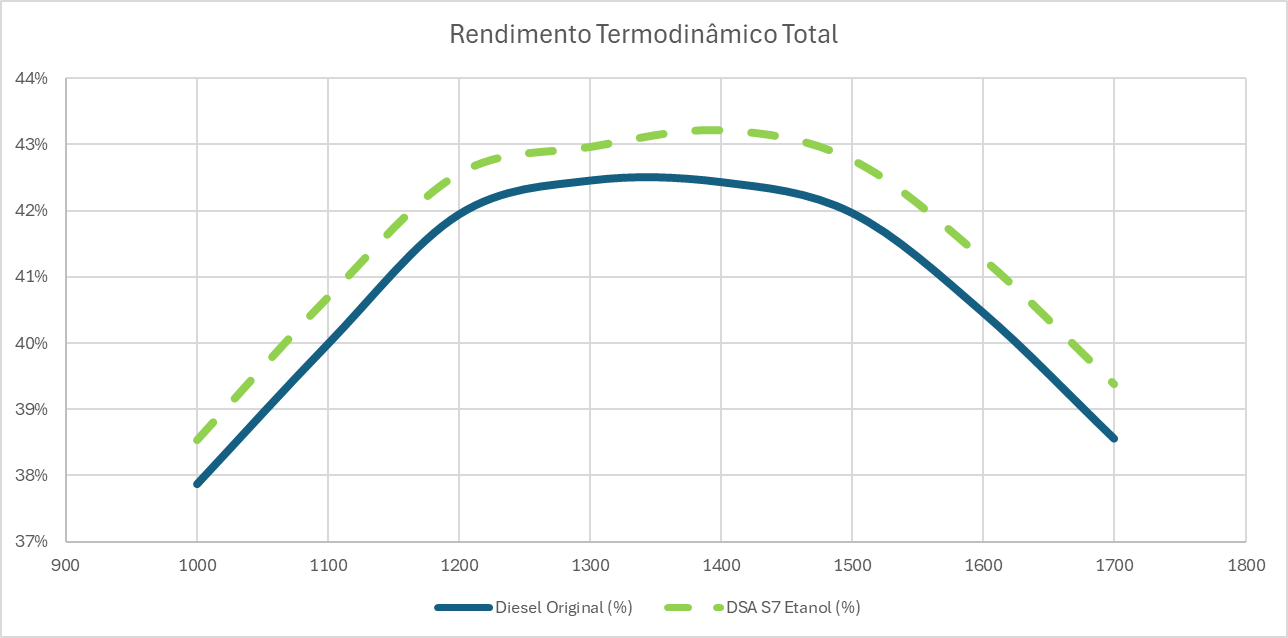 Rendimento Termodinâmico Total
44%
43%
42%
41%
40%
39%
38%
37%
900 1000 1100 1200 1300 1400 1500 1600 1700 1800
Diesel Original (%) DSA S7 Etanol (%)